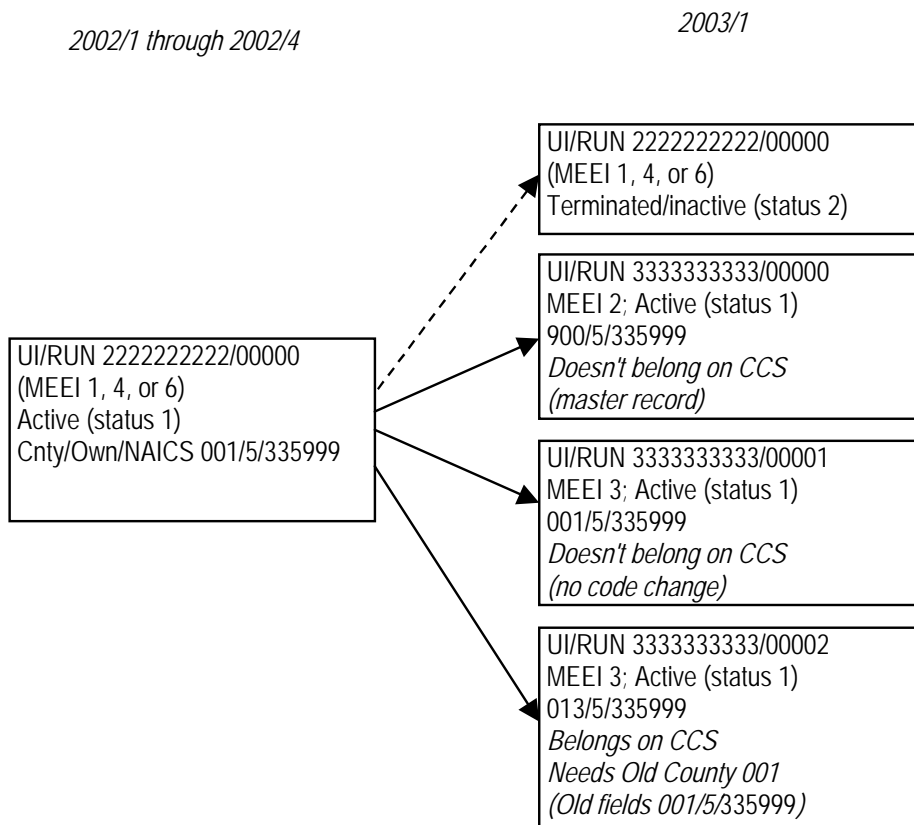 2002/1 through 2002/4
2003/1
UI/RUN 2222222222/00000
(MEEI 1, 4, or 6)
Active (status 1)
Cnty/Own/NAICS 001/5/335999
UI/RUN 2222222222/00000
(MEEI 1, 4, or 6)
Terminated/inactive (status 2)
UI/RUN 3333333333/00000
MEEI 2; Active (status 1)
900/5/335999
Doesn't belong on CCS
(master record)
UI/RUN 3333333333/00001
MEEI 3; Active (status 1)
001/5/335999
Doesn't belong on CCS
(no code change)
UI/RUN 3333333333/00002
MEEI 3; Active (status 1)
013/5/335999
Belongs on CCS
Needs Old County 001
(Old fields 001/5/335999)